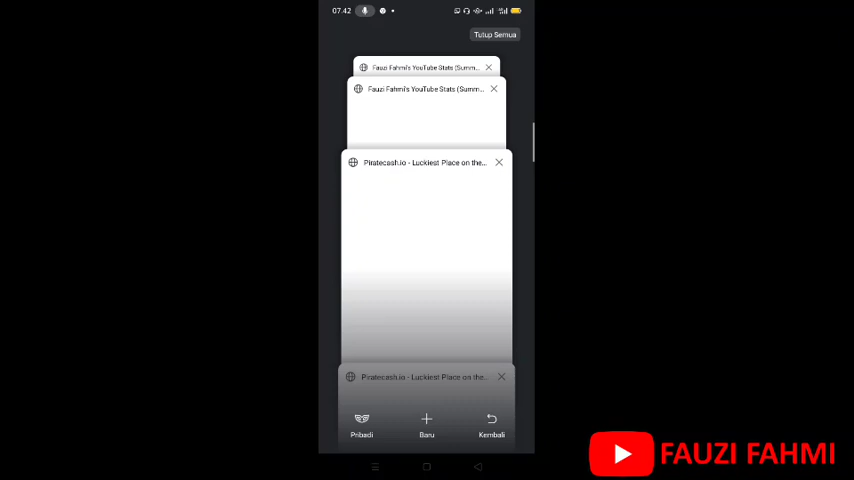 07.42
Tutup Semua
Fauzi Fahmi's YouTube Stats (Summ...
Fauzi Fahmi's YouTube Stats (Summ...
Piratecash.io - Luckiest Place on the...
Piratecash.io - Luckiest Place on the...
Pribadi
Baru
Kembali
FAUZI FAHMI